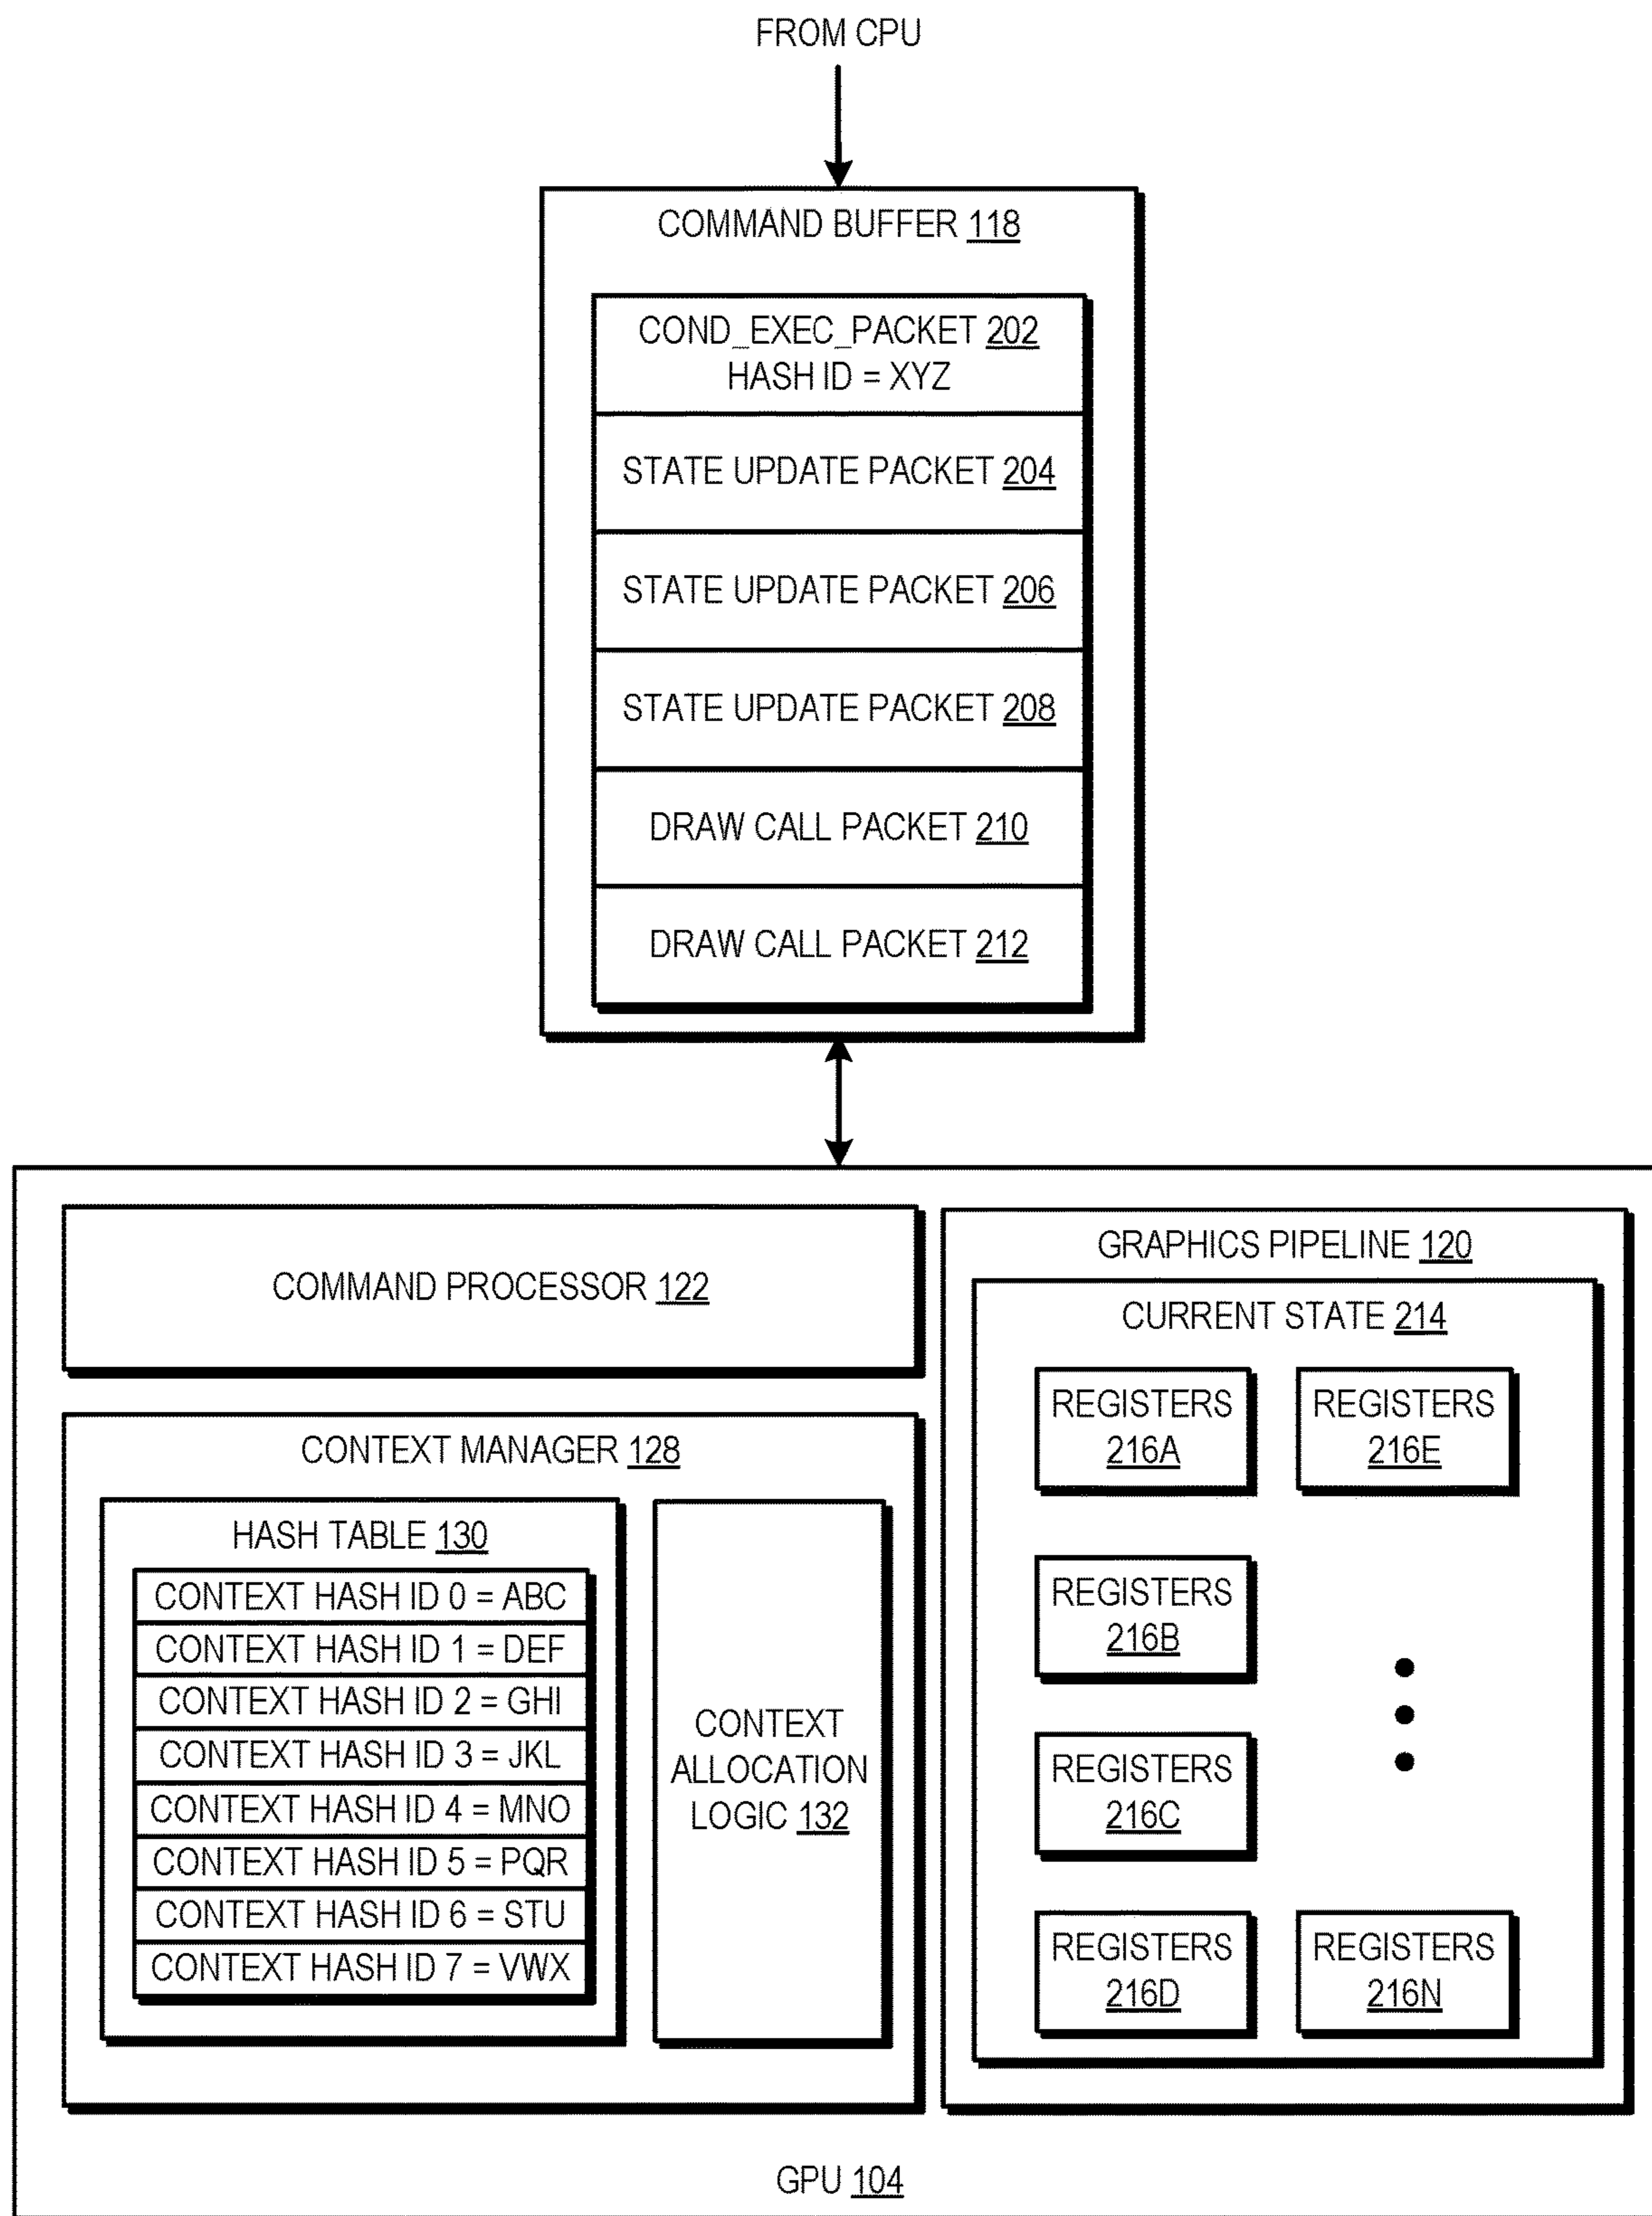 FROM CPU
COMMAND BUFFER 118
COND_EXEC_PACKET 202
HASH ID = XYZ
STATE UPDATE PACKET 204
STATE UPDATE PACKET 206
STATE UPDATE PACKET 208
DRAW CALL PACKET 210
DRAW CALL PACKET 212
COMMAND PROCESSOR 122
CONTEXT MANAGER 128
HASH TABLE 130
CONTEXT HASH ID 0 = ABC
CONTEXT HASH ID 1 = DEF
CONTEXT HASH ID 2 = GHI
CONTEXT HASH ID 3 = JKL
CONTEXT HASH ID 4 = MNO
CONTEXT HASH ID 5 = PQR
CONTEXT HASH ID 6 = STU
CONTEXT HASH ID 7 = VWX
CONTEXT
ALLOCATION
LOGIC 132
GRAPHICS PIPELINE 120
CURRENT STATE 214
REGISTERS
216A
REGISTERS
216E
REGISTERS
216B
REGISTERS
216C
REGISTERS
216D
REGISTERS
216N
GPU 104